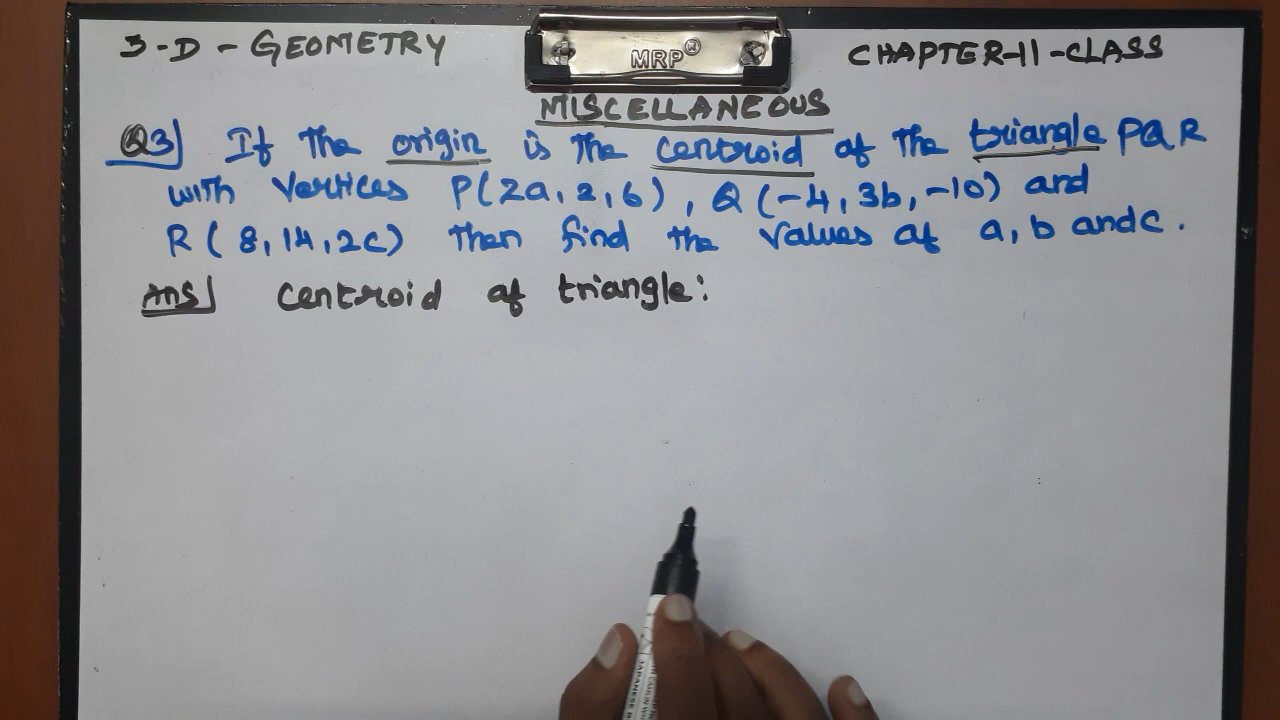 3-D-GEOMETRY
MRP®
CHAPTER-11-CLASS
MISCELLANEOUS
Q3] If the origin is the centroid of the triangle PQR
with vertices P(2a, 2, 6), Q (-4, 3b, -10) and
R ( 8, 14, 2c) then find the values of a, b and c.
Ans] centroid of triangle: